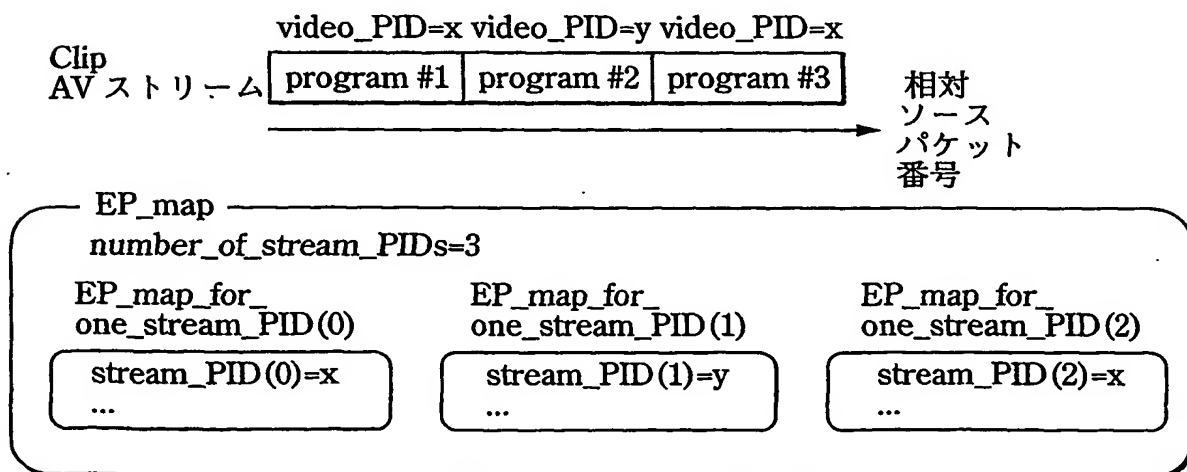 video_PID=x video_PID=y video_PID=x
Clip
AVストリーム
program #1 program #2 program #3
相対
ソース
パケット
番号
EP_map
number_of_stream_PIDs=3
EP_map_for_
one_stream_PID(0)
EP_map_for_
one_stream_PID(1)
EP_map_for_
one_stream_PID(2)
stream_PID(0)=x
...
stream_PID(1)=y
...
stream_PID(2)=x
...